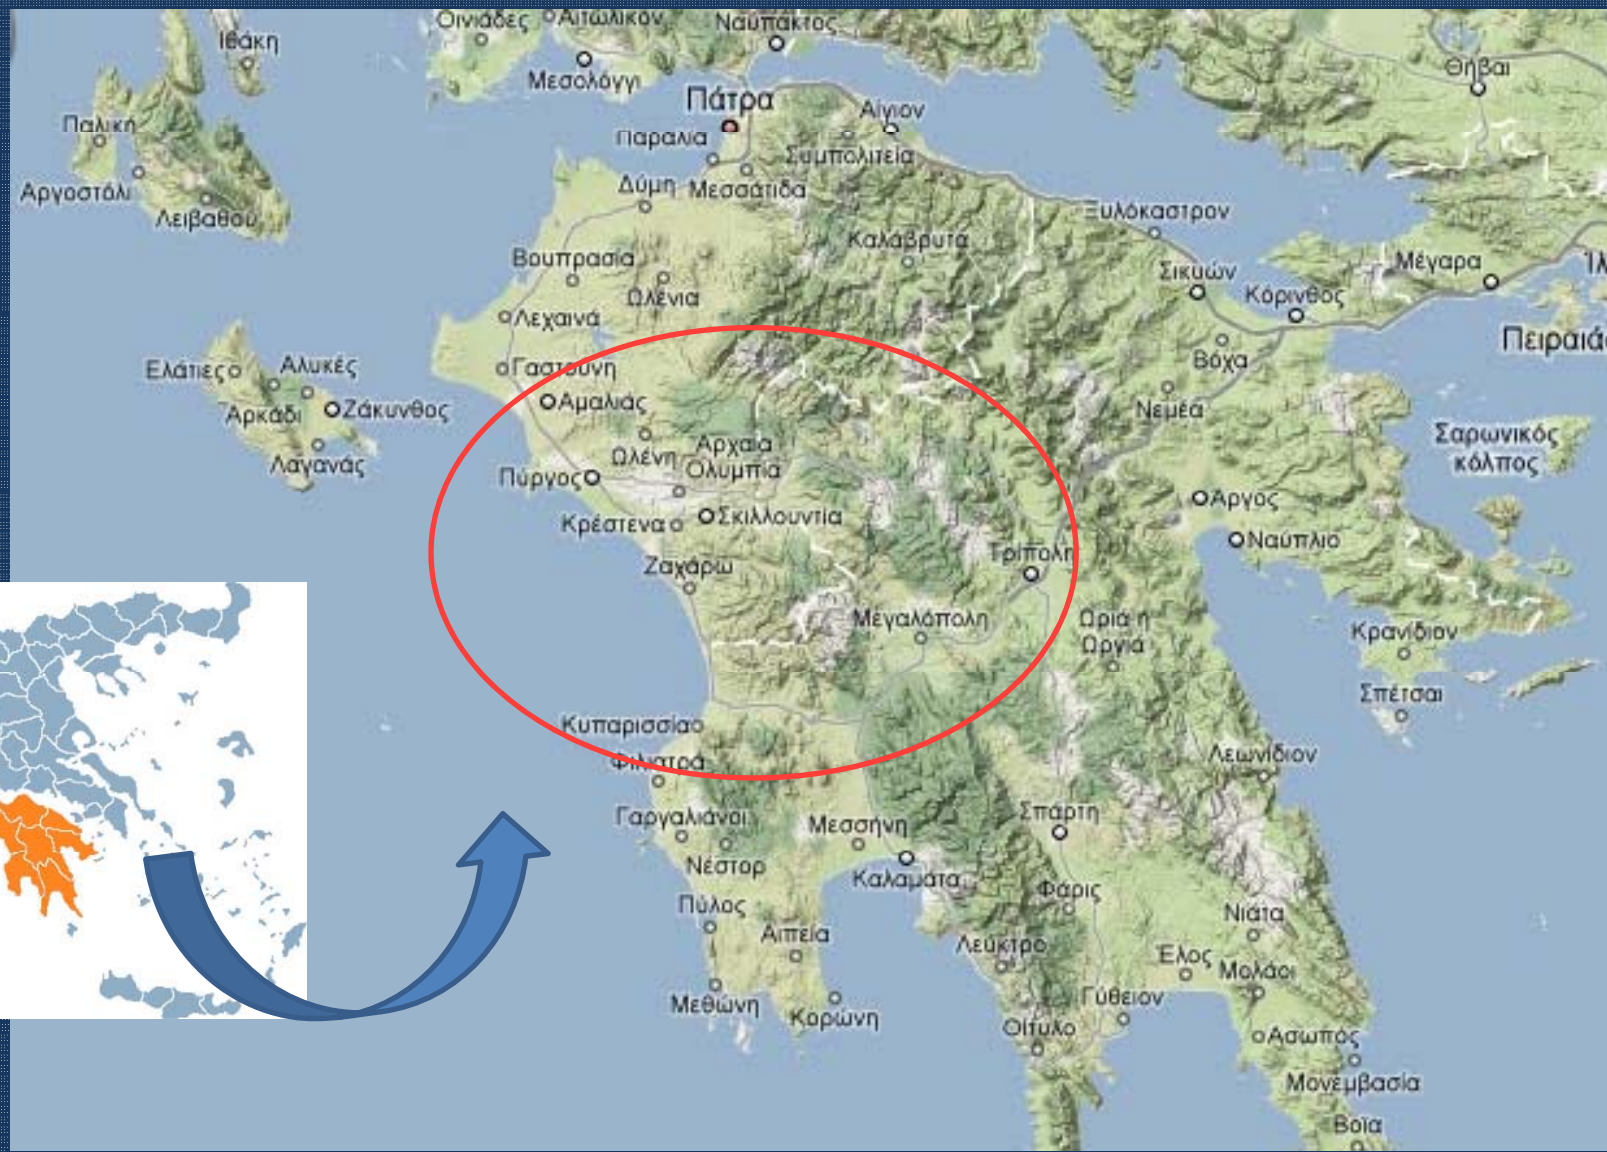 Οινιάδες
Αιτωλικόν
Ναύπακτος
Ιθάκη
Μεσολόγγι
Θήβαι
Πάτρα
Αίγιον
Παλική
Παραλία
Συμπολιτεία
Αργοστόλι
Δύμη
Μεσσάτιδα
Λειβαθού
Ξυλόκαστρον
Καλάβρυτα
Βουπρασία
Μέγαρα
Σικυών
Ωλένια
Κόρινθος
Λεχαινά
Πειραιά
Βόχα
Ελάτιες
Αλυκές
Γαστούνη
Αρκάδι
Ζάκυνθος
Αμαλιάς
Νεμέα
Λαγανάς
Ωλένη
Αρχαία
Ολυμπία
Σαρωνικός
κόλπος
Πύργος
Άργος
Κρέστενα
Σκιλλουντία
Ναύπλιο
Τρίπολη
Ζαχάρω
Μεγαλόπολη
Ωριά ή
Ωργιά
Κρανίδιον
Σπέτσαι
Κυπαρισσία
Φιλιατρά
Λεωνίδιον
Γαργαλιάνοι
Μεσσήνη
Σπάρτη
Νέστορ
Καλαμάτα
Φάρις
Πύλος
Αιπεία
Νιάτα
Λεύκτρο
Έλος
Μολάοι
Μεθώνη
Κορώνη
Γύθειον
Οίτυλο
Ασωπός
Μονεμβασία
Βοϊα